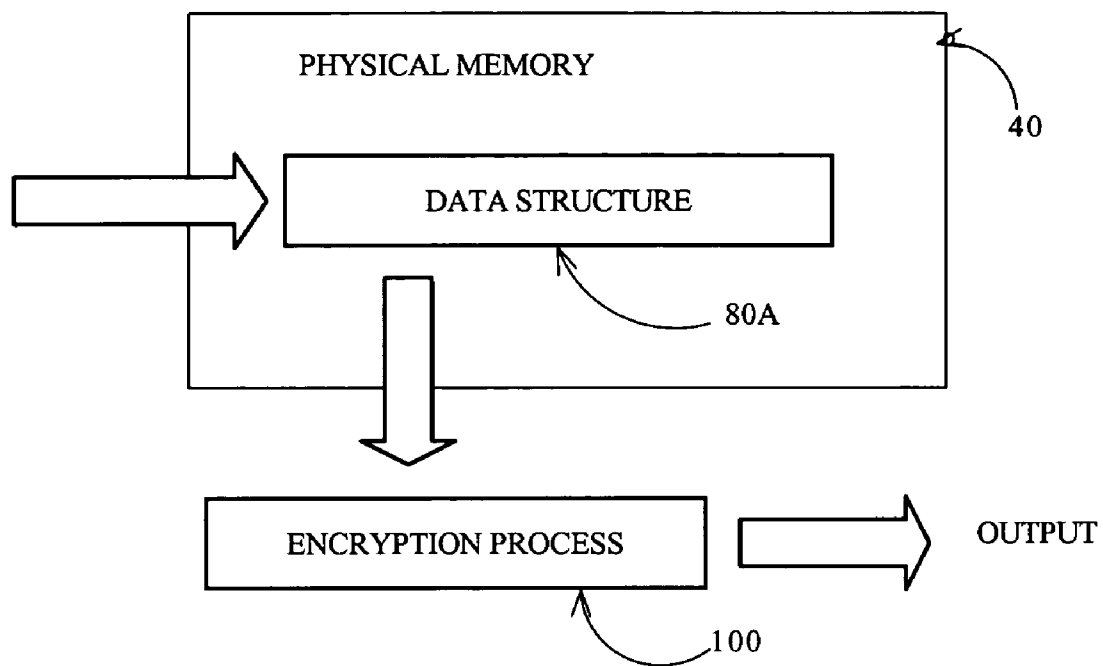 PHYSICAL MEMORY
40
DATA STRUCTURE
80A
ENCRYPTION PROCESS
OUTPUT
100